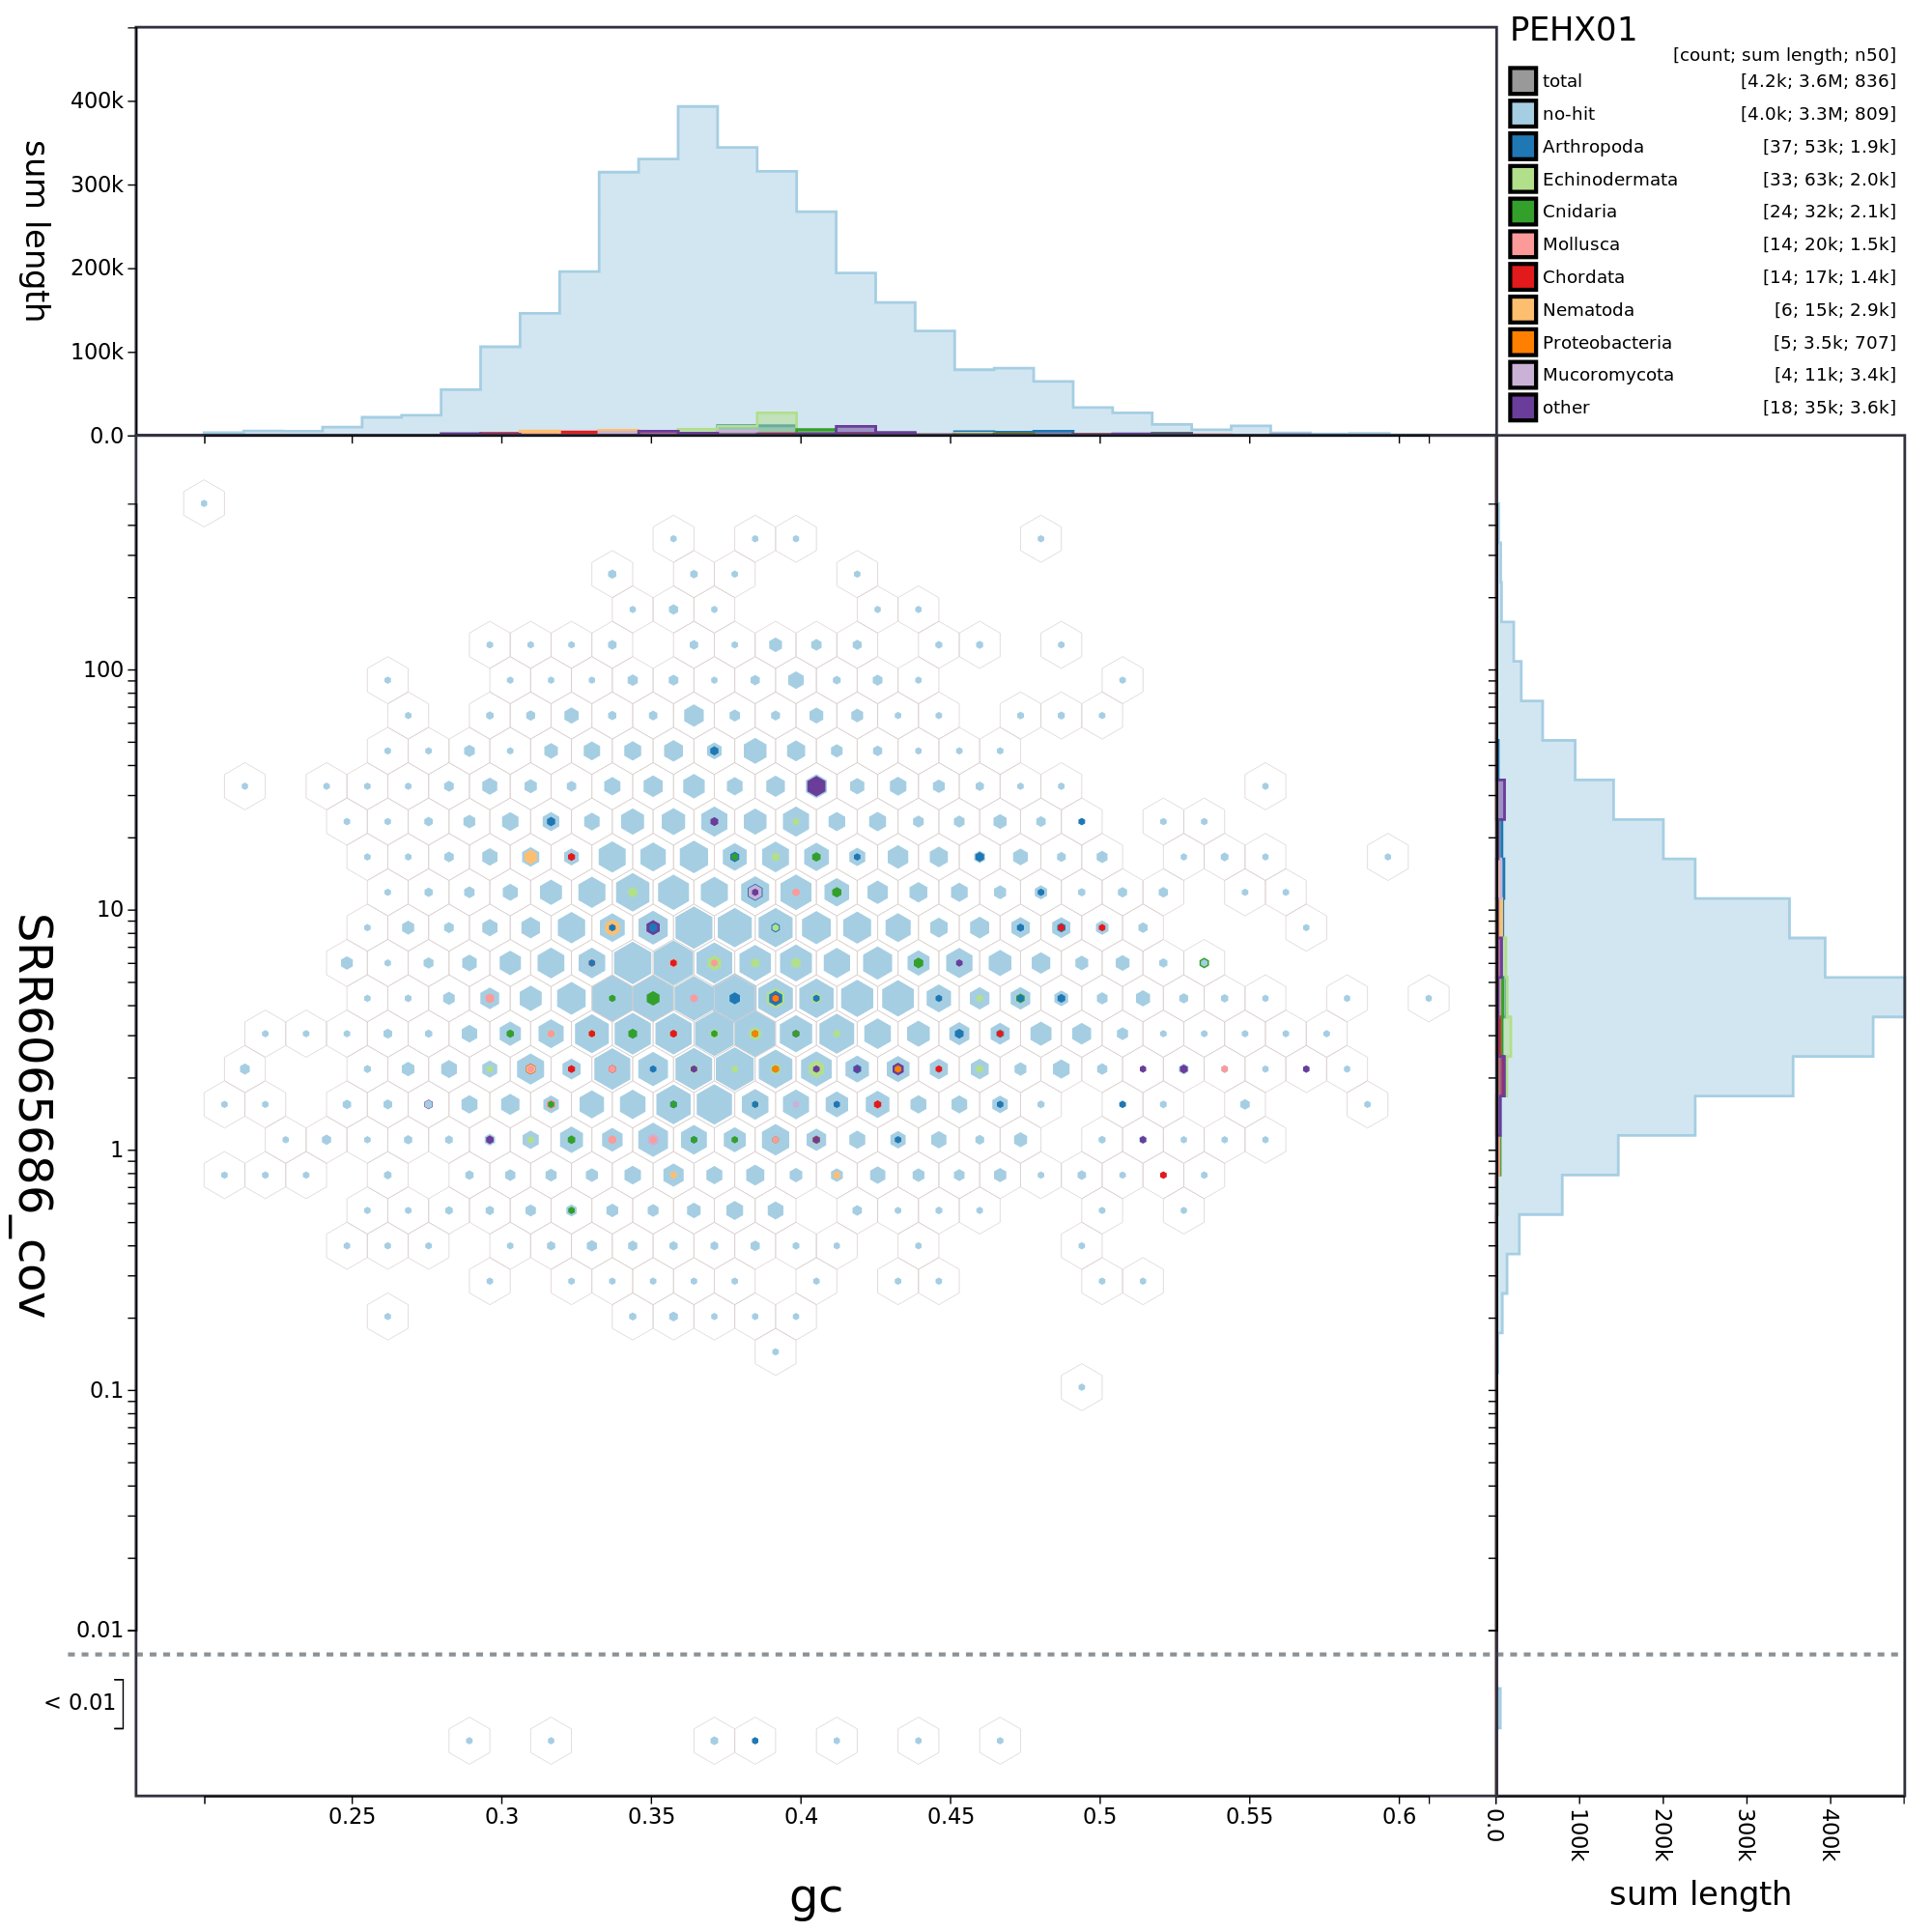 PEHX01
[count; sum length; n50]
total [4.2k; 3.6M; 836]
no-hit [4.0k; 3.3M; 809]
Arthropoda [37; 53k; 1.9k]
Echinodermata [33; 63k; 2.0k]
Cnidaria [24; 32k; 2.1k]
Mollusca [14; 20k; 1.5k]
Chordata [14; 17k; 1.4k]
Nematoda [6; 15k; 2.9k]
Proteobacteria [5; 3.5k; 707]
Mucoromycota [4; 11k; 3.4k]
other [18; 35k; 3.6k]
sum length
400k
300k
200k
100k
0.0
SRR6065686_cov
100
10
1
0.1
0.01
< 0.01
0.25 0.3 0.35 0.4 0.45 0.5 0.55 0.6
gc
0.0 100k 200k 300k 400k
sum length